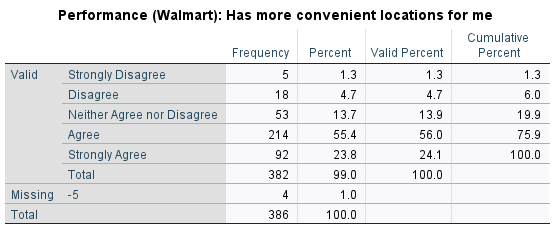 Performance (Walmart): Has more convenient locations for me
Frequency Percent Valid Percent Cumulative Percent
Valid Strongly Disagree 5 1.3 1.3 1.3
Disagree 18 4.7 4.7 6.0
Neither Agree nor Disagree 53 13.7 13.9 19.9
Agree 214 55.4 56.0 75.9
Strongly Agree 92 23.8 24.1 100.0
Total 382 99.0 100.0
Missing -5 4 1.0
Total 386 100.0